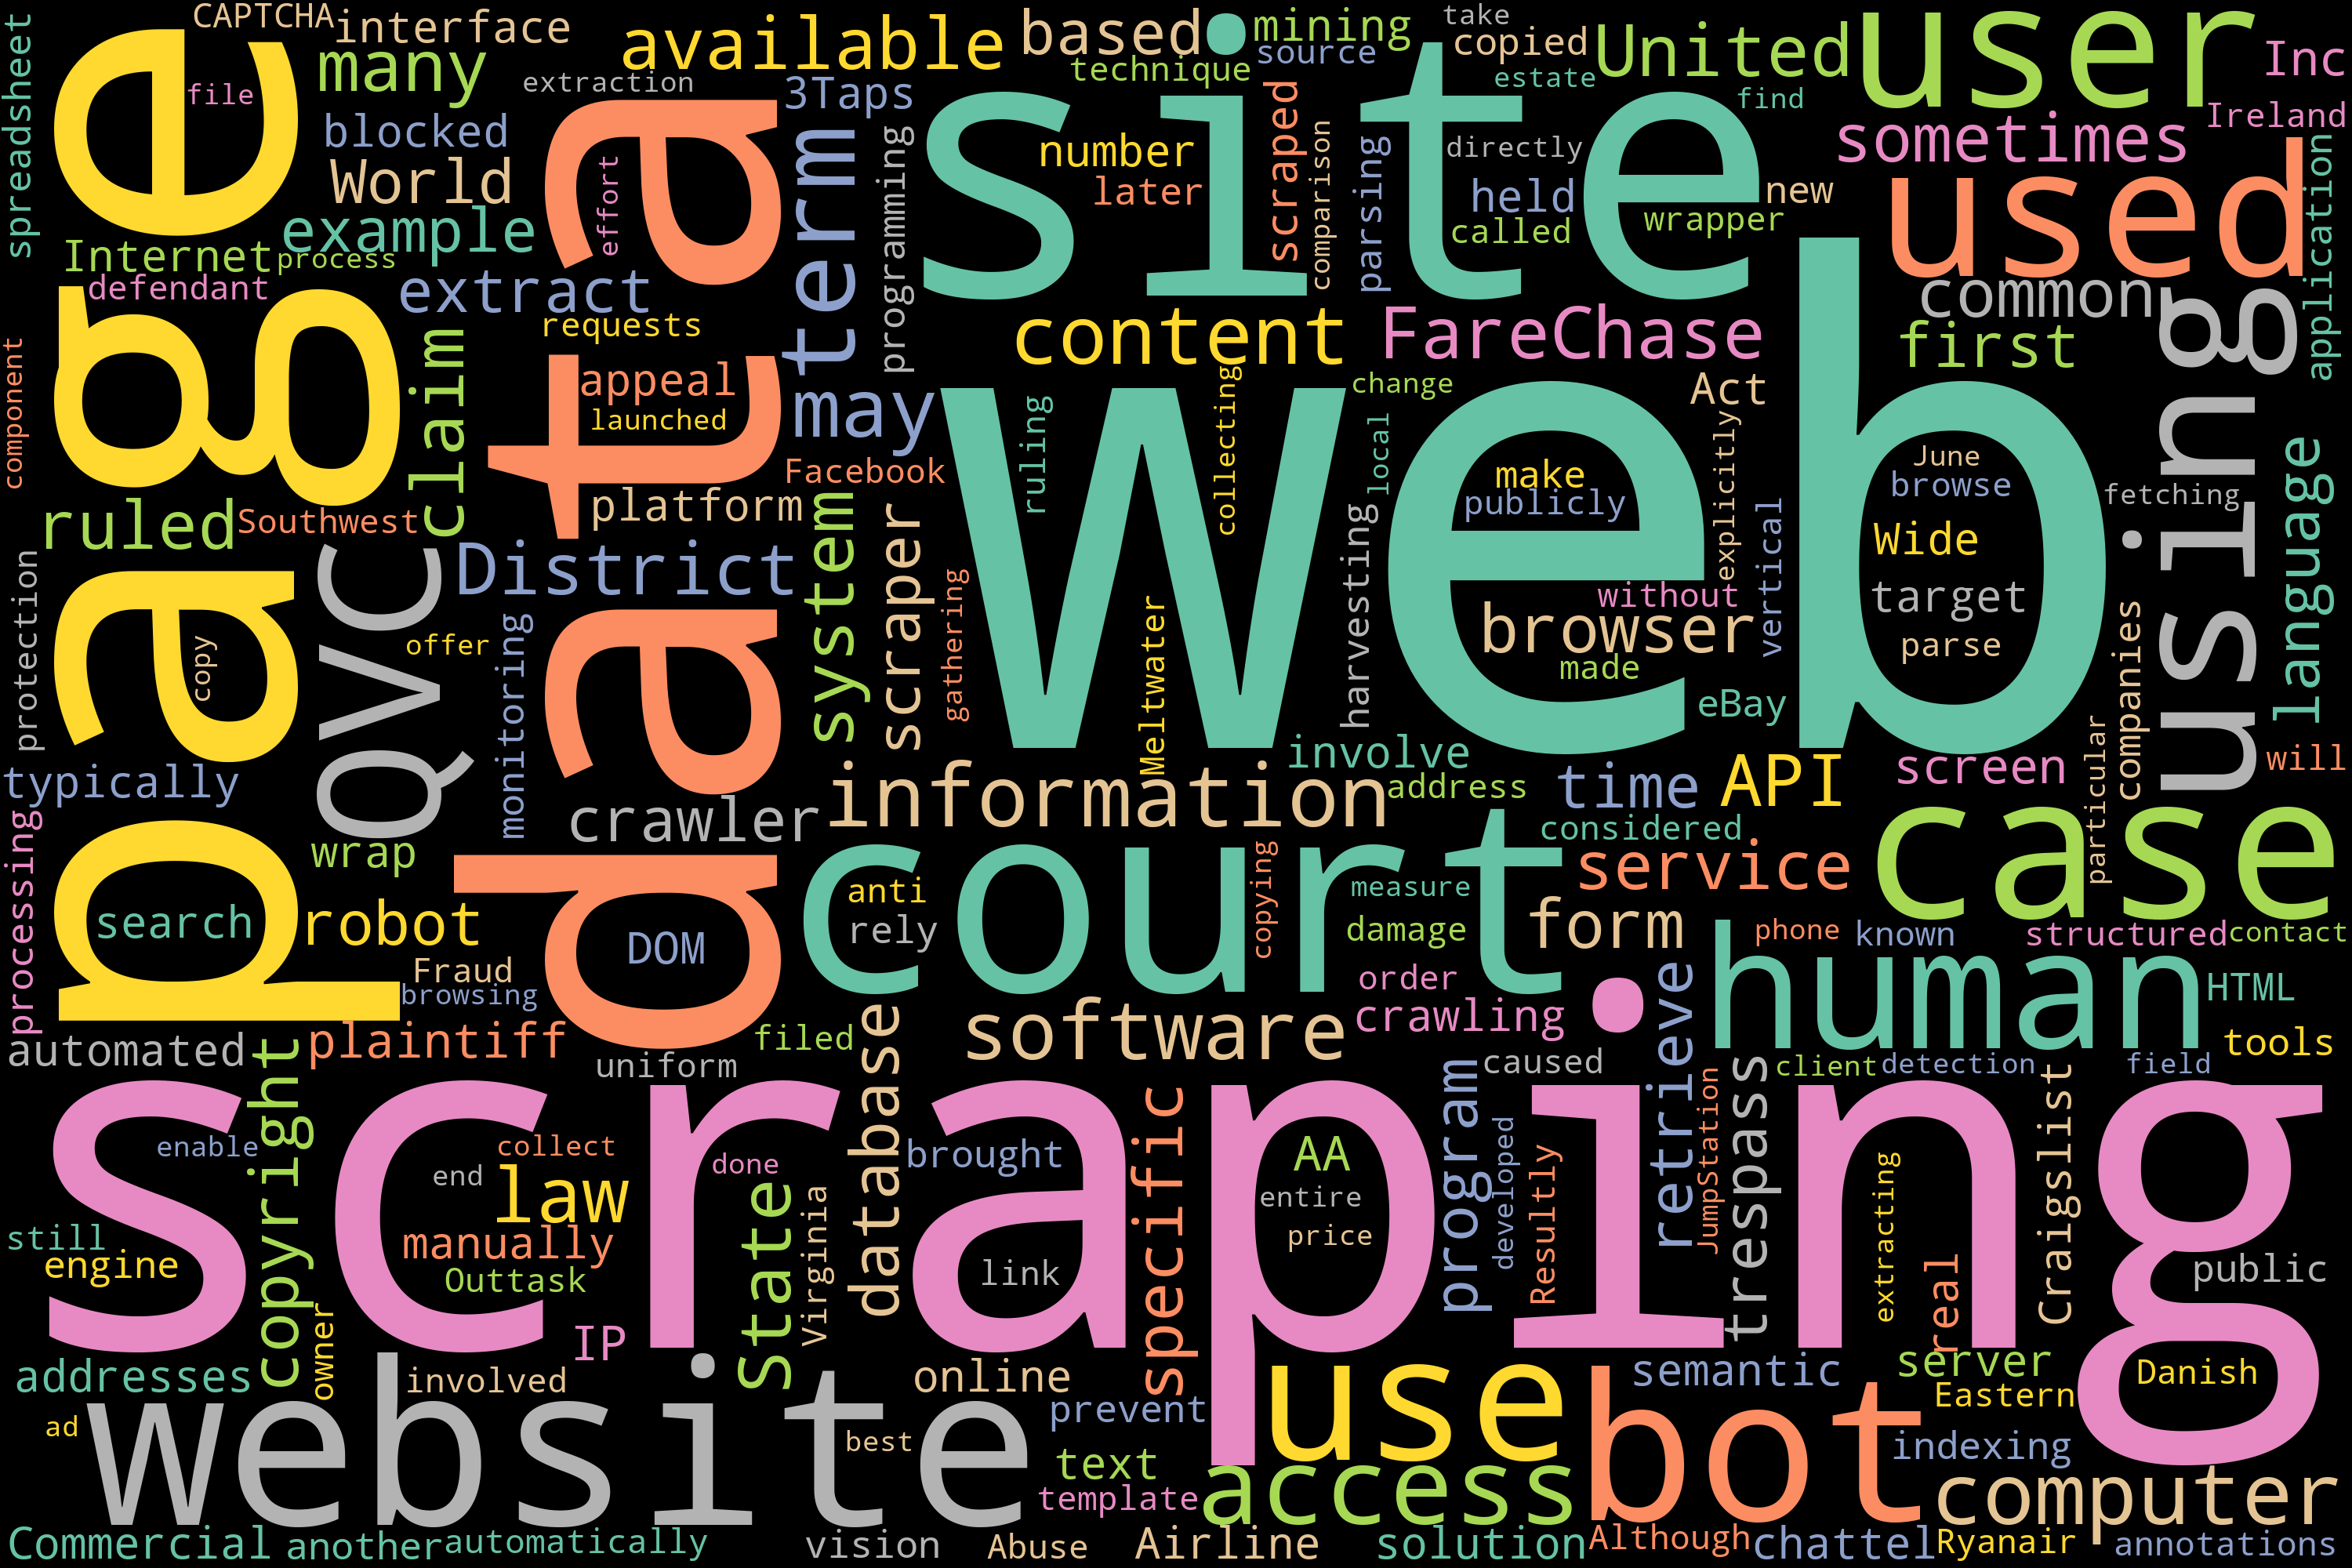 CAPTCHA
interface
available
based
mining
take
user
spreadsheet
file
many
extraction
3Taps
technique
source
copied
estate
United
find
Inc
Ireland
blocked
World
effort
term
programming
number
later
scraped
comparison
parsing
directly
held
called
wrapper
new
sometimes
used
application
page
data
site
Internet
process
example
defendant
extract
requests
content
FareChase
common
first
using
component
claim
appeal
launched
may
ruling
collecting
change
local
Act
explicitly
Web
make
publicly
June
browse
fetching
language
Facebook
platform
system
scraper
ruled
Southwest
QVC
District
harvesting
without
browser
made
vertical
Wide
target
parse
companies
protection
copy
offer
monitoring
gathering
Meltwater
eBay
involve
typically
wrap
crawler
information
address
time
API
screen
particular
will
processing
search
robot
Fraud
browsing
DOM
court
anti
rely
copying
measure
damage
considered
service
form
case
phone
known
structured
contact
order
crawling
human
HTML
automated
plaintiff
uniform
filed
database
software
caused
retrieve
client
detection
field
tools
scraping
copyright
enable
end
collect
law
done
manually
Outtask
still
engine
owner
State
Virginia
brought
link
specific
AA
entire
price
program
developed
Resultly
JumpStation
trespass
extracting
real
Craigslist
public
IP
addresses
ad
involved
website
best
online
prevent
text
template
use
access
bot
semantic
server
Eastern
Danish
indexing
computer
Commercial
another
automatically
vision
Abuse
Airline
solution
Although
chattel
Ryanair
annotations